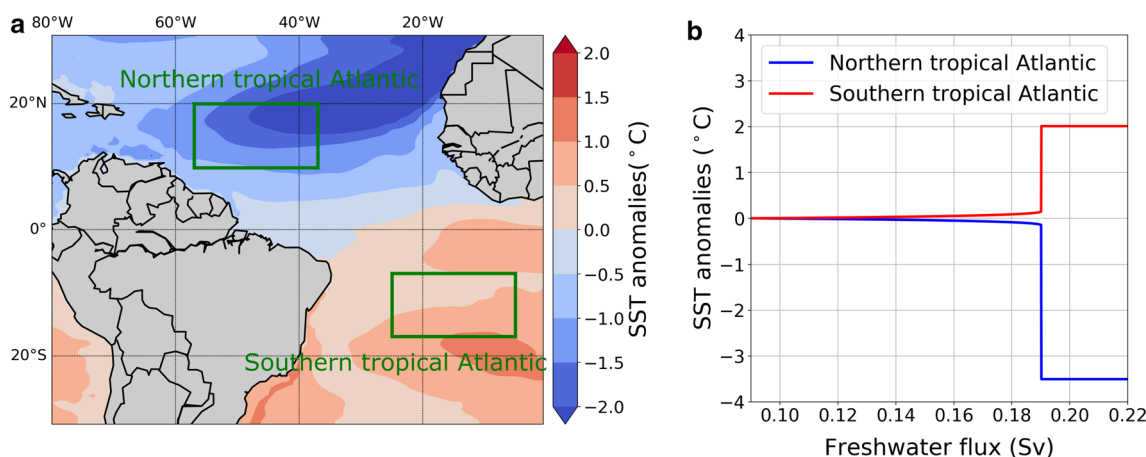 a
80°W 60°W 40°W 20°W
Northern tropical Atlantic
20°N
0°
20°S
Southern tropical Atlantic
2.0
1.5
1.0
0.5
0.0
−0.5
−1.0
−1.5
−2.0
SST anomalies(°C)
b
Northern tropical Atlantic
Southern tropical Atlantic
4
3
2
1
0
−1
−2
−3
−4
SST anomalies (°C)
0.10 0.12 0.14 0.16 0.18 0.20 0.22
Freshwater flux (Sv)